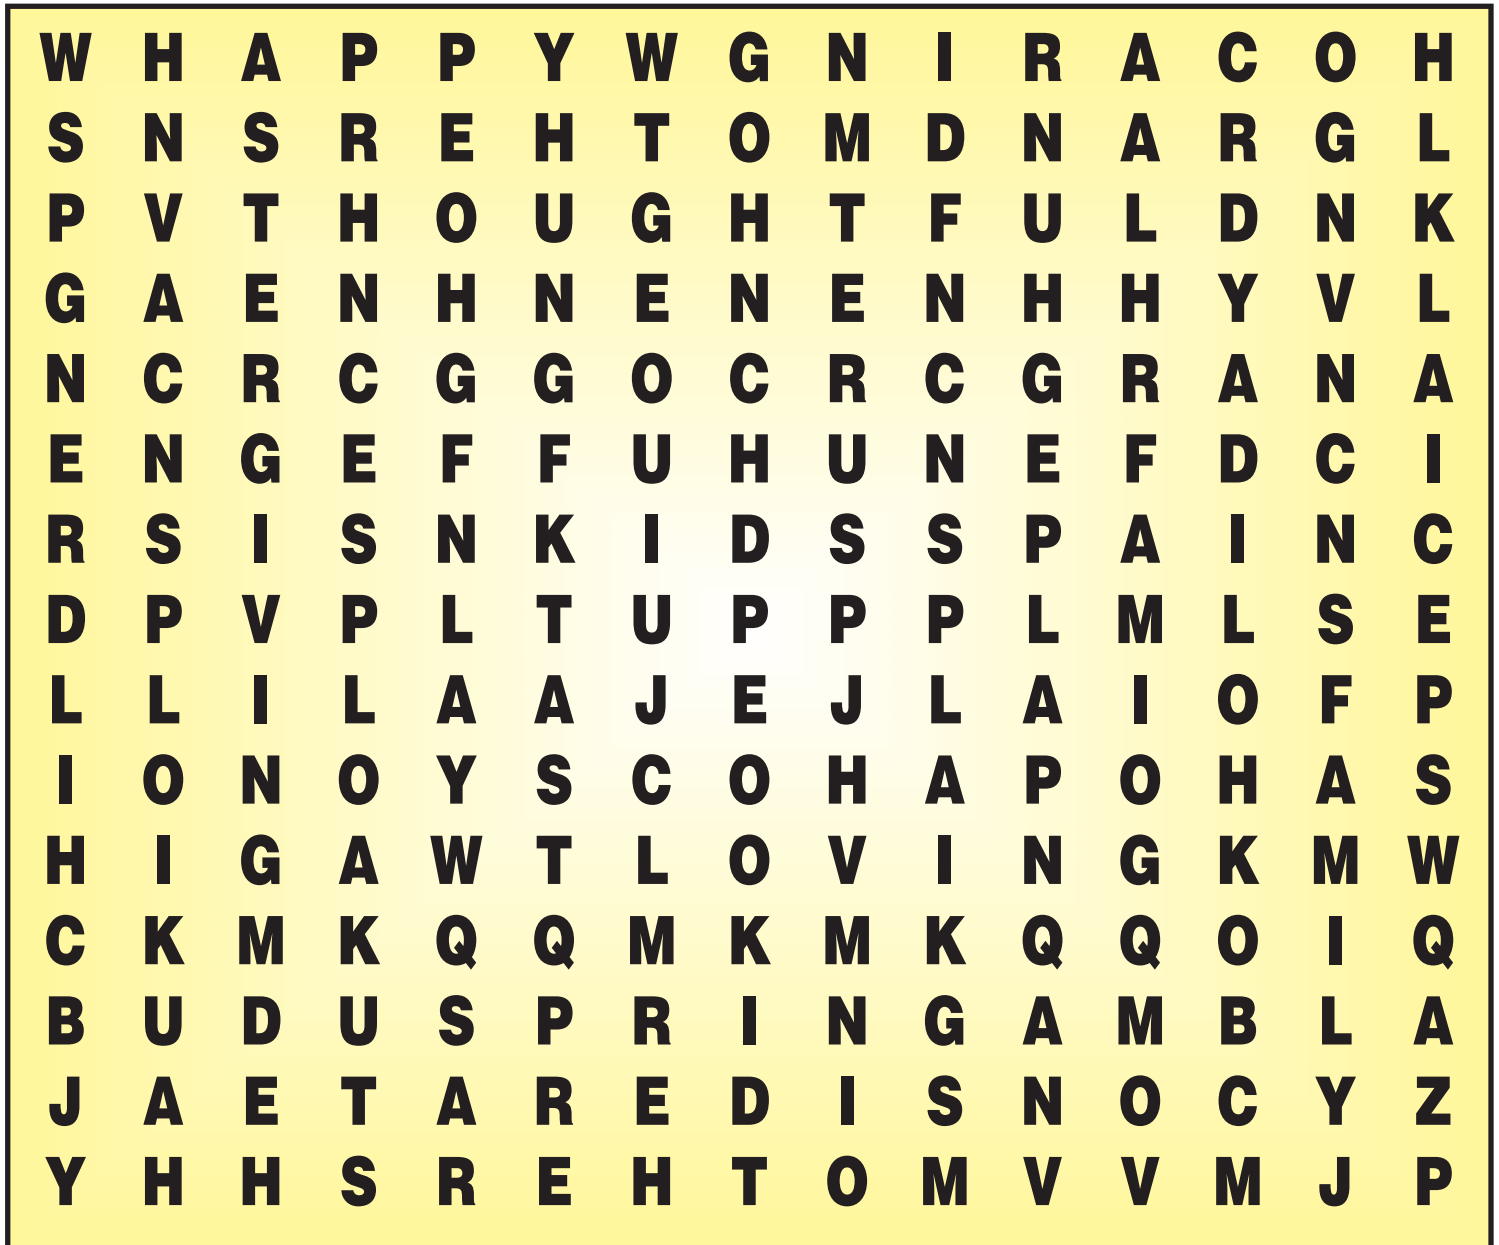 W H A P P Y W G N I R A C O H
S N S R E H T O M D N A R G L
P V T H O U G H T F U L D N K
G A E N H N E N E N H H Y V L
N C R C G G O C R C G R A N A
E N G E F F U H U N E F D C I
R S I S N K I D S S P A I N C
D P V P L T U P P P L M L S E
L L I L A A J E J L A I O F P
I O N O Y S C O H A P O H A S
H I G A W T L O V I N G K M W
C K M K Q Q M K M K Q Q O I Q
B U D U S P R I N G A M B L A
J A E T A R E D I S N O C Y Z
Y H H S R E H T O M V V M J P